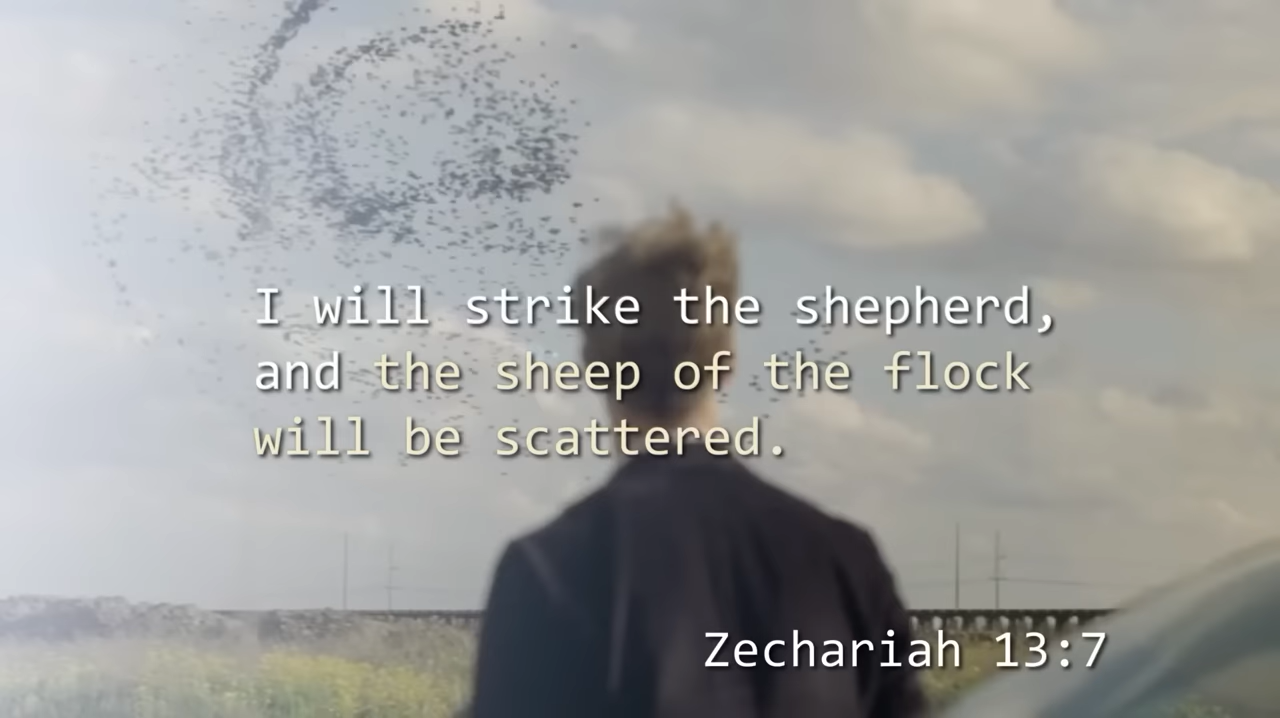 I will strike the shepherd,
and the sheep of the flock
will be scattered.
Zechariah 13:7